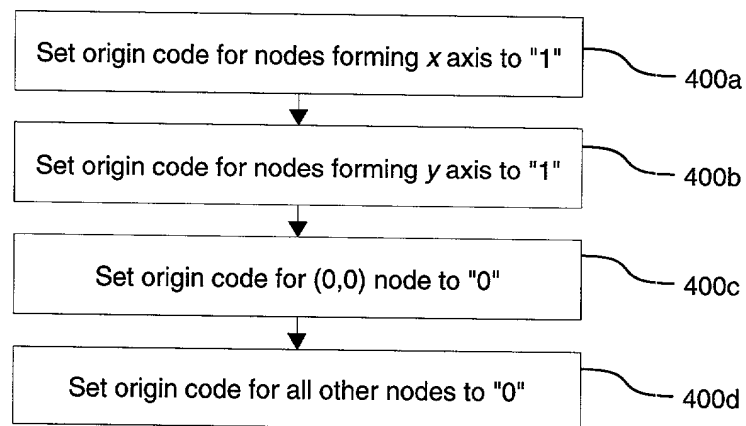 Set origin code for nodes forming x axis to "1"
400a
Set origin code for nodes forming y axis to "1"
400b
Set origin code for (0,0) node to "0"
400c
Set origin code for all other nodes to "0"
400d